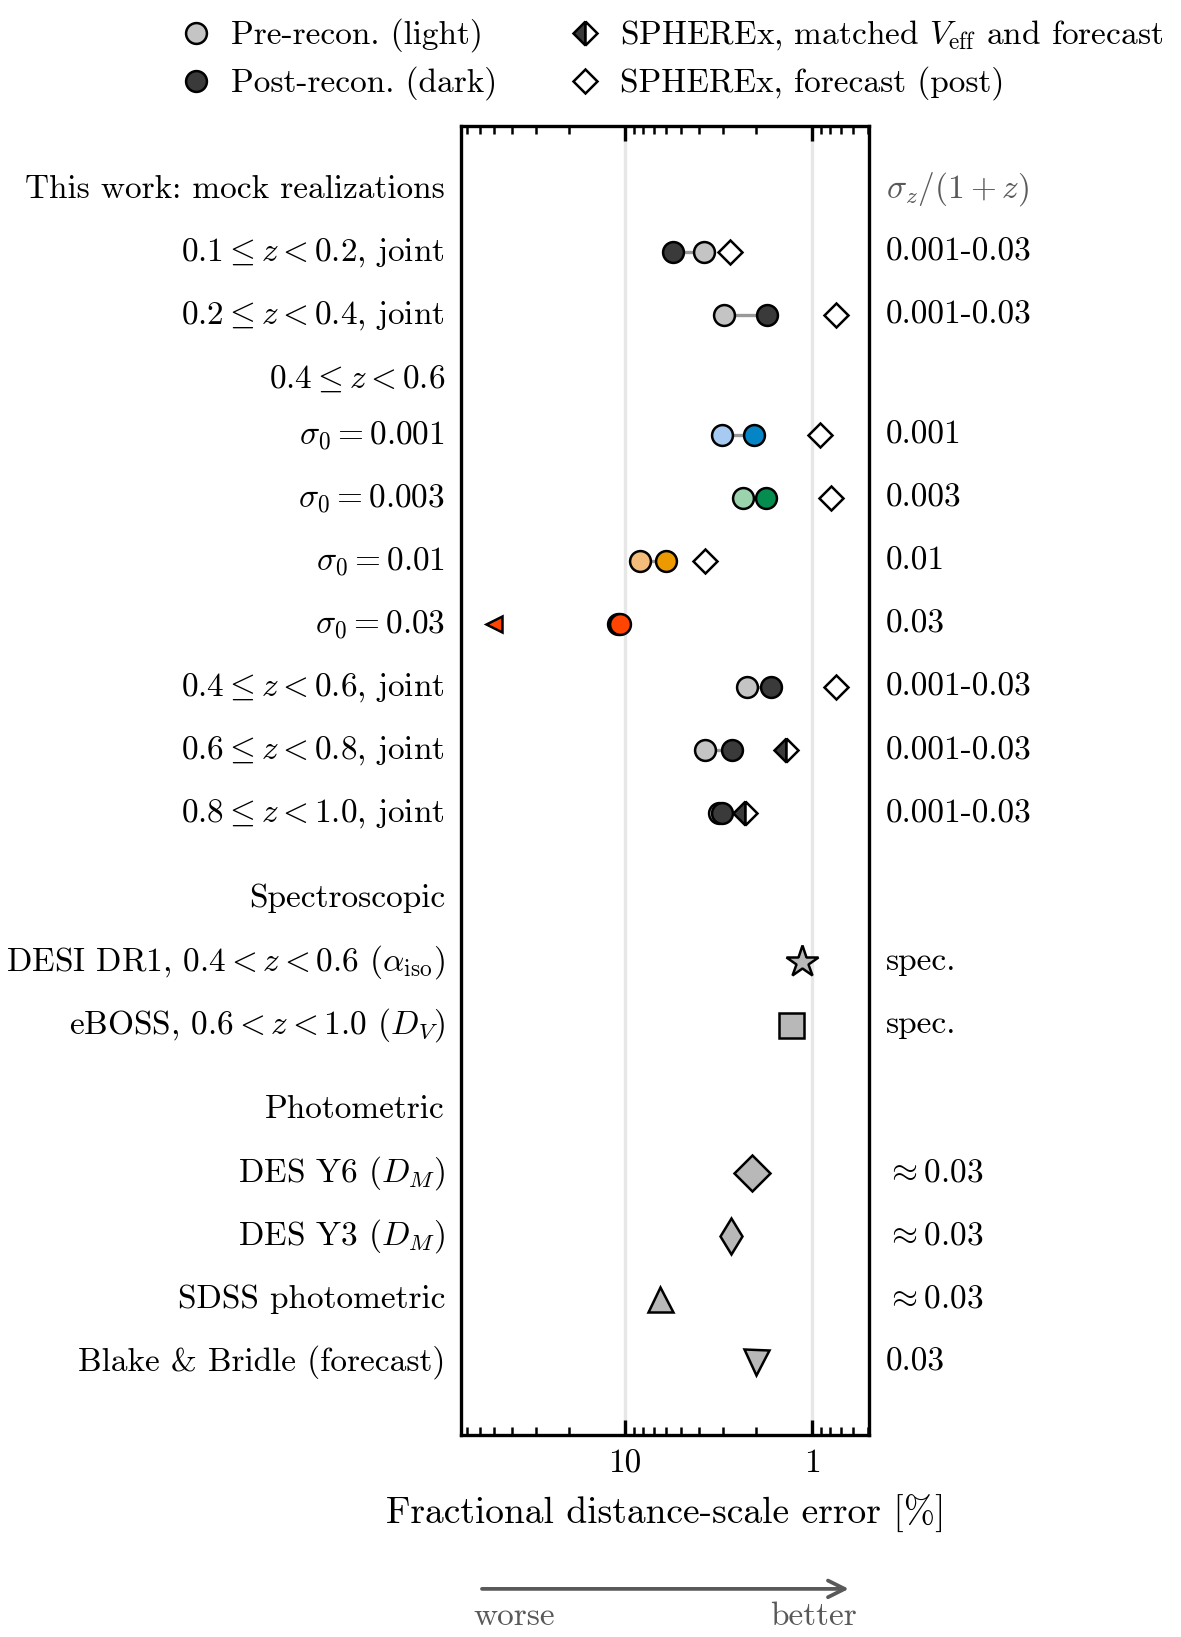 Pre-recon. (light)
SPHEREx, matched V_eff and forecast
Post-recon. (dark)
SPHEREx, forecast (post)
This work: mock realizations σ_z/(1 + z)
0.1 ≤ z < 0.2, joint 0.001-0.03
0.2 ≤ z < 0.4, joint 0.001-0.03
0.4 ≤ z < 0.6
σ₀ = 0.001 0.001
σ₀ = 0.003 0.003
σ₀ = 0.01 0.01
σ₀ = 0.03 0.03
0.4 ≤ z < 0.6, joint 0.001-0.03
0.6 ≤ z < 0.8, joint 0.001-0.03
0.8 ≤ z < 1.0, joint 0.001-0.03
Spectroscopic
DESI DR1, 0.4 < z < 0.6 (α_iso) spec.
eBOSS, 0.6 < z < 1.0 (D_V) spec.
Photometric
DES Y6 (D_M) ≈ 0.03
DES Y3 (D_M) ≈ 0.03
SDSS photometric ≈ 0.03
Blake & Bridle (forecast) 0.03
10 1
Fractional distance-scale error [%]
worse better